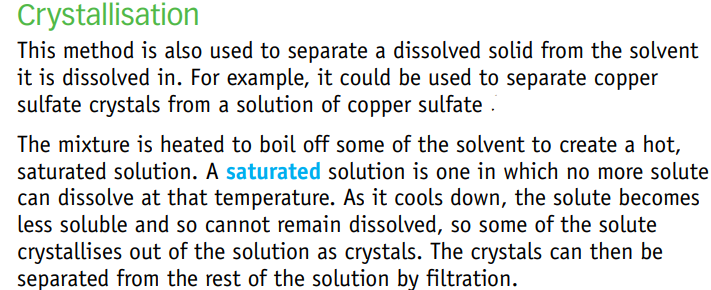 Crystallisation
This method is also used to separate a dissolved solid from the solvent
it is dissolved in. For example, it could be used to separate copper
sulfate crystals from a solution of copper sulfate .
The mixture is heated to boil off some of the solvent to create a hot,
saturated solution. A saturated solution is one in which no more solute
can dissolve at that temperature. As it cools down, the solute becomes
less soluble and so cannot remain dissolved, so some of the solute
crystallises out of the solution as crystals. The crystals can then be
separated from the rest of the solution by filtration.